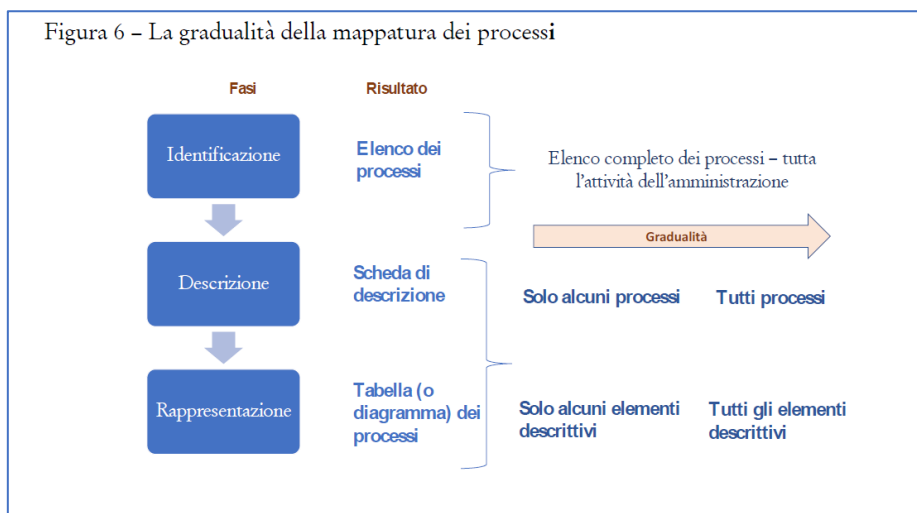 Figura 6 – La gradualità della mappatura dei processi
Fasi
Risultato
Identificazione
Elenco dei
processi
Elenco completo dei processi – tutta
l'attività dell'amministrazione
Gradualità
Descrizione
Scheda di
descrizione
Solo alcuni processi
Tutti processi
Rappresentazione
Tabella (o
diagramma) dei
processi
Solo alcuni elementi
descrittivi
Tutti gli elementi
descrittivi